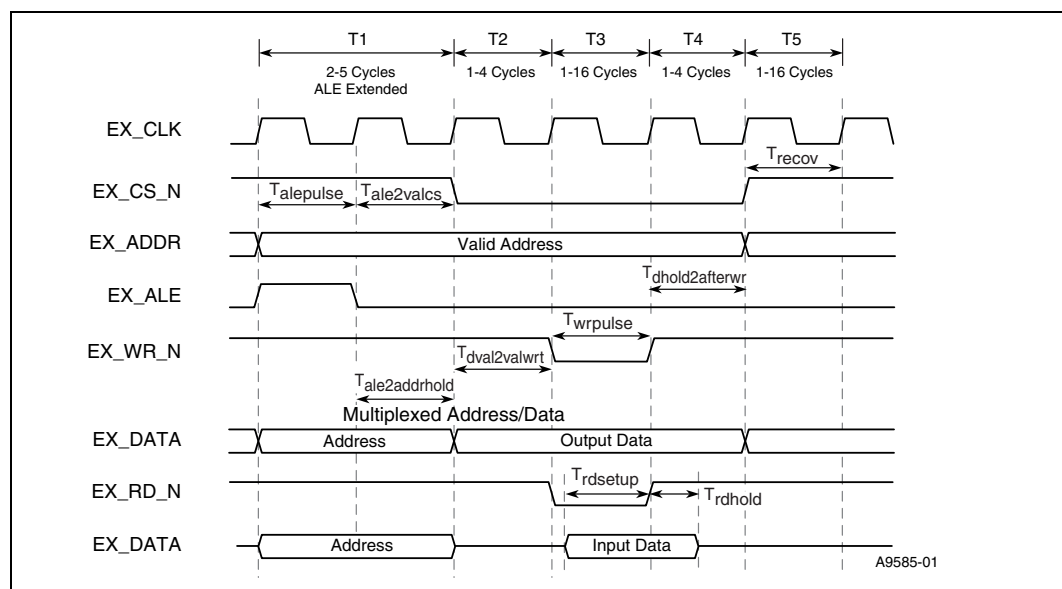 T1 T2 T3 T4 T5
2-5 Cycles 1-4 Cycles 1-16 Cycles 1-4 Cycles 1-16 Cycles
ALE Extended
EX_CLK
Trecov
EX_CS_N
Talepulse Tale2valcs
EX_ADDR
Valid Address
Tdhold2afterwr
EX_ALE
Twrpulse
EX_WR_N
Tdval2valwrt
Tale2addrhold
Multiplexed Address/Data
EX_DATA
Address Output Data
EX_RD_N
Trdsetup
Trdhold
EX_DATA
Address Input Data
A9585-01